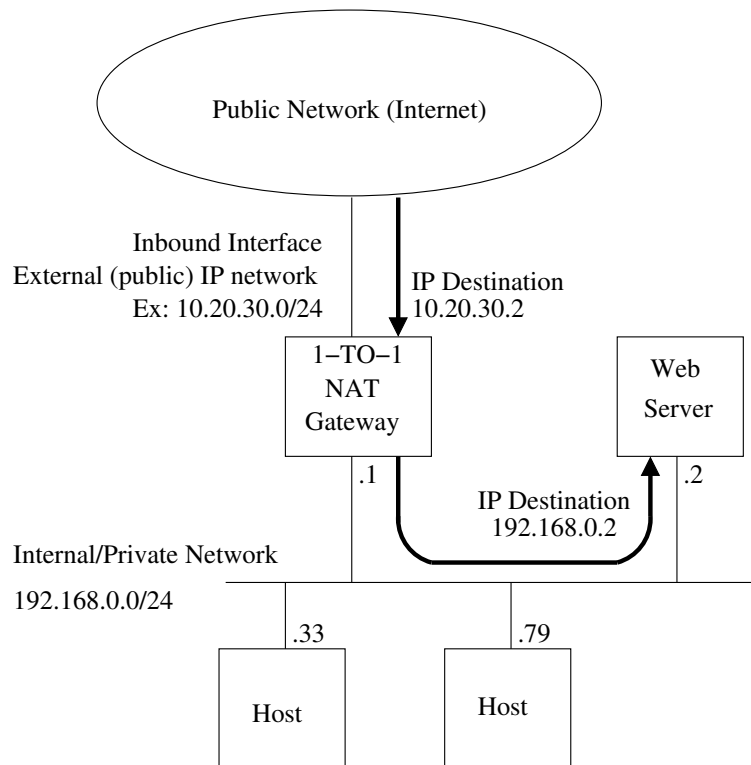 Public Network (Internet)
Inbound Interface
External (public) IP network
Ex: 10.20.30.0/24
IP Destination
10.20.30.2
1−TO−1
NAT
Gateway
Web
Server
.1
.2
IP Destination
192.168.0.2
Internal/Private Network
192.168.0.0/24
.33
.79
Host
Host